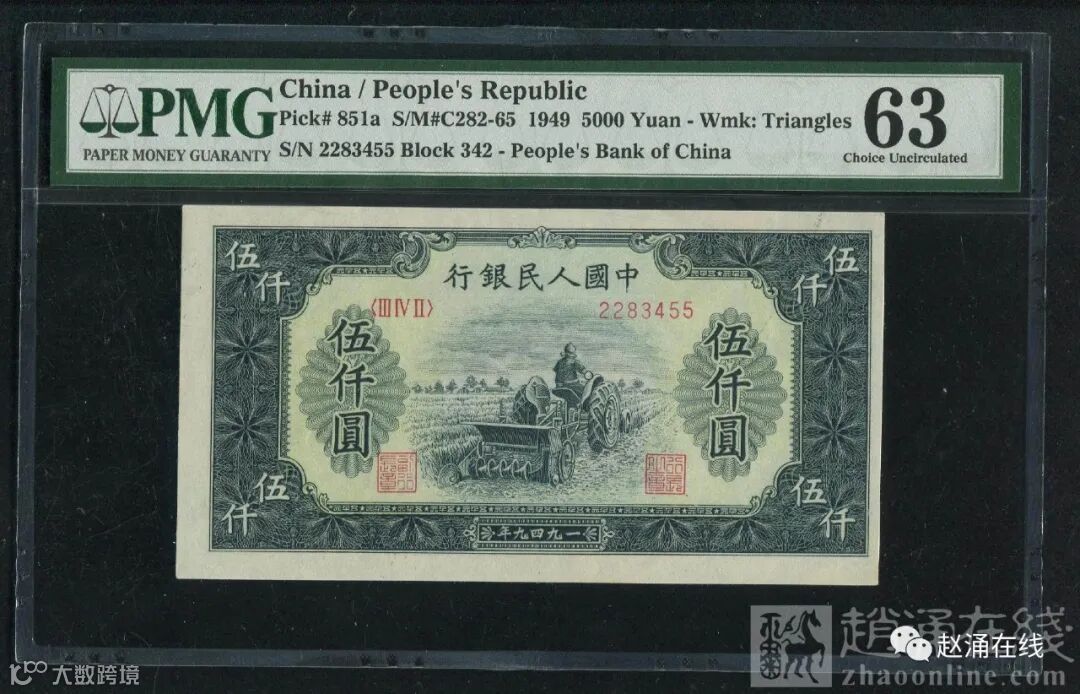 PMG
PAPER MONEY GUARANTY
China / People's Republic
Pick# 851a S/M#C282-65 1949 5000 Yuan - Wmk: Triangles
S/N 2283455 Block 342 - People's Bank of China
63
Choice Uncirculated
伍仟
伍仟
行銀民人國中
〈III IV II〉
2283455
伍仟圓
伍仟圓
伍仟
伍仟
年九四九一
趙涌在綫
赵涌在线
zhaoonline.com
大数跨境